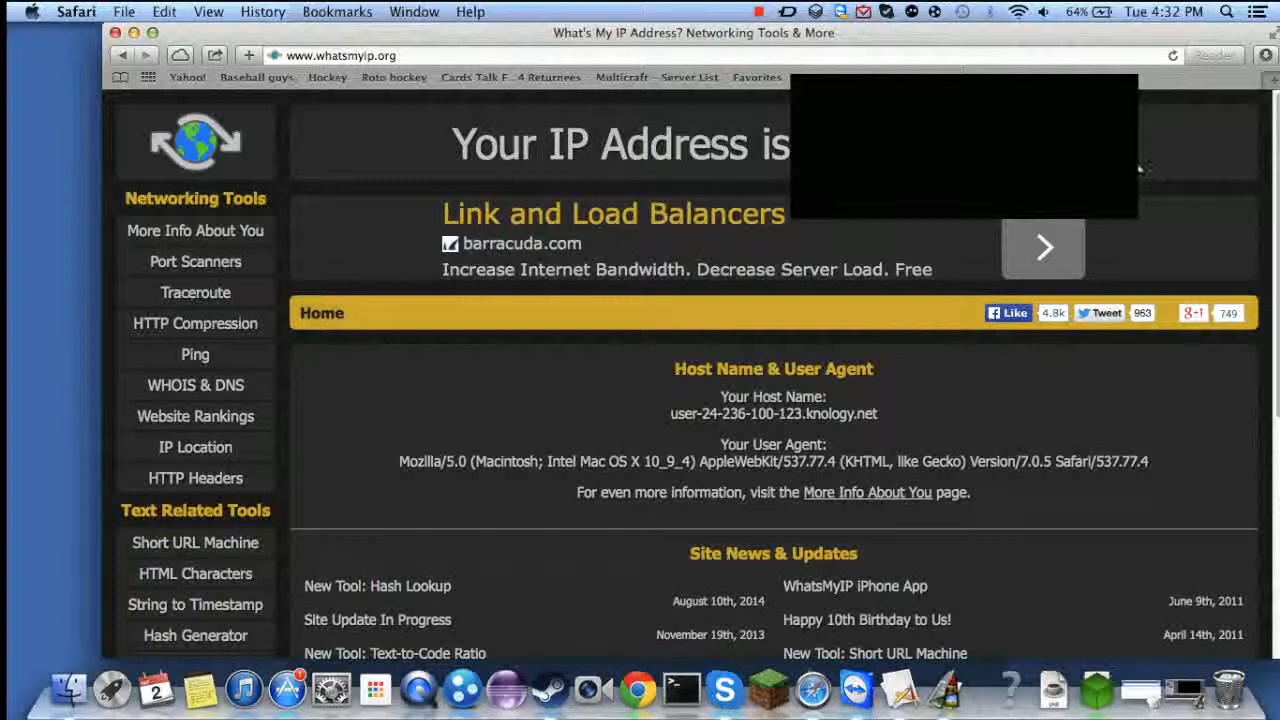 Safari File Edit View History Bookmarks Window Help 64% Tue 4:32 PM
What's My IP Address? Networking Tools & More
www.whatsmyip.org Reader
Yahoo! Baseball guys. Hockey Roto hockey Cards Talk F...4 Returnees Multicraft – Server List Favorites
Your IP Address is
Link and Load Balancers
barracuda.com
Increase Internet Bandwidth. Decrease Server Load. Free
Home Like 4.8k Tweet 963 g+1 749
Networking Tools
More Info About You
Port Scanners
Traceroute
HTTP Compression
Ping
WHOIS & DNS
Website Rankings
IP Location
HTTP Headers
Text Related Tools
Short URL Machine
HTML Characters
String to Timestamp
Hash Generator
Host Name & User Agent
Your Host Name:
user-24-236-100-123.knology.net
Your User Agent:
Mozilla/5.0 (Macintosh; Intel Mac OS X 10_9_4) AppleWebKit/537.77.4 (KHTML, like Gecko) Version/7.0.5 Safari/537.77.4
For even more information, visit the More Info About You page.
Site News & Updates
New Tool: Hash Lookup
August 10th, 2014
Site Update In Progress
November 19th, 2013
New Tool: Text-to-Code Ratio
WhatsMyIP iPhone App
June 9th, 2011
Happy 10th Birthday to Us!
April 14th, 2011
New Tool: Short URL Machine
2
1